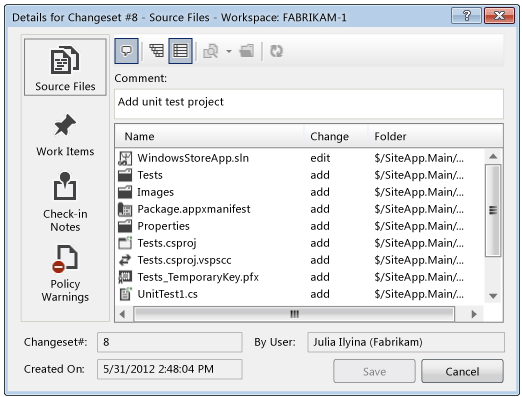 Details for Changeset #8 - Source Files - Workspace: FABRIKAM-1
Source Files
Work Items
Check-in
Notes
Policy
Warnings
Comment:
Add unit test project
Name Change Folder
WindowsStoreApp.sln edit $/SiteApp.Main/...
Tests add $/SiteApp.Main/...
Images add $/SiteApp.Main/...
Package.appxmanifest add $/SiteApp.Main/...
Properties add $/SiteApp.Main/...
Tests.csproj add $/SiteApp.Main/...
Tests.csproj.vspscc add $/SiteApp.Main/...
Tests_TemporaryKey.pfx add $/SiteApp.Main/...
UnitTest1.cs add $/SiteApp.Main/...
Changeset#: 8 By User: Julia Ilyina (Fabrikam)
Created On: 5/31/2012 2:48:04 PM Save Cancel